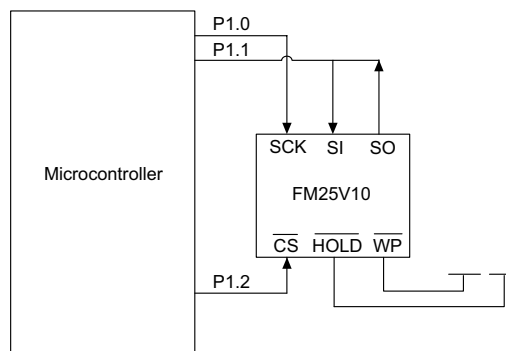 P1.0
P1.1
SCK SI SO
Microcontroller
FM25V10
CS HOLD WP
P1.2